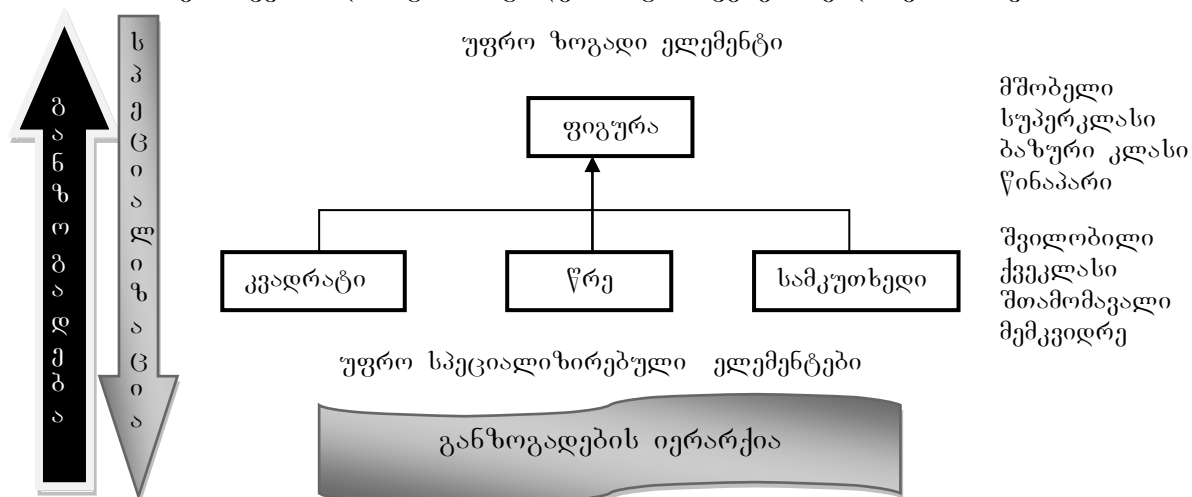 უფრო ზოგადი ელემენტი
განზოგადება
სპეციალიზაცია
ფიგურა
მშობელი
სუპერკლასი
ბაზური კლასი
წინაპარი
კვადრატი
წრე
სამკუთხედი
შვილობილი
ქვეკლასი
შთამომავალი
მემკვიდრე
უფრო სპეციალიზირებული ელემენტები
განზოგადების იერარქია